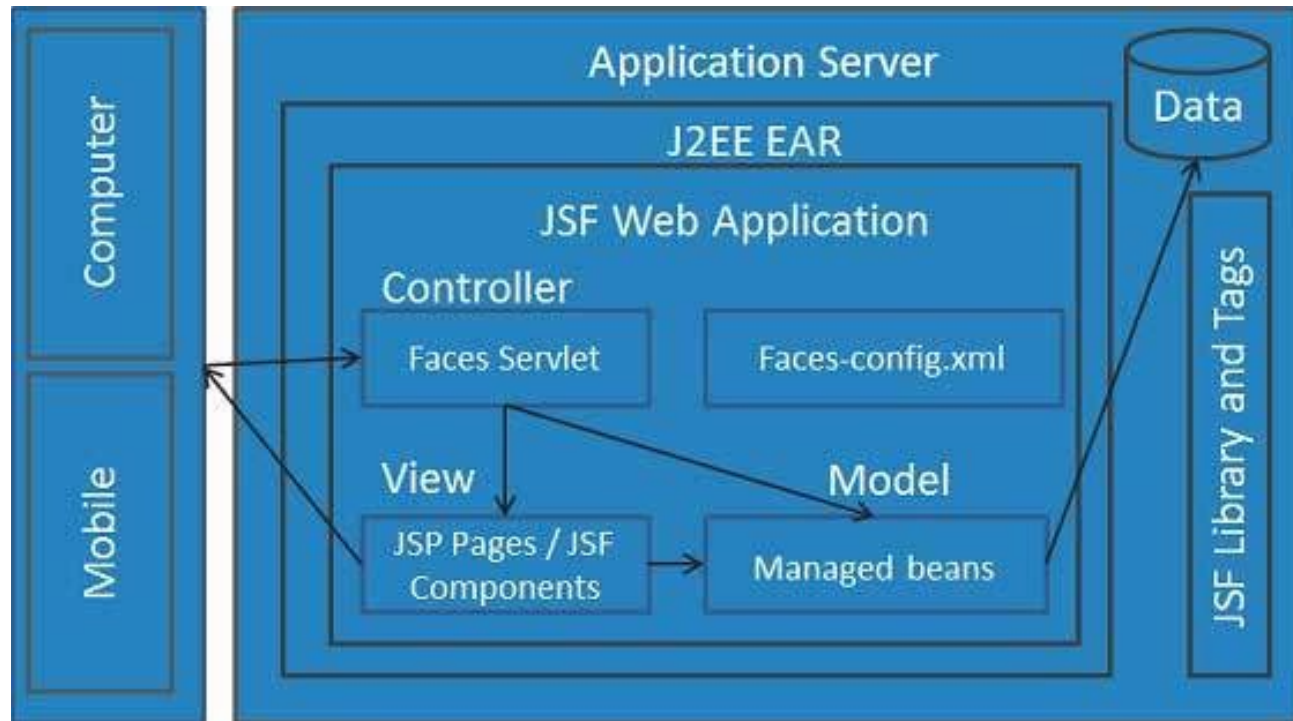 Computer
Mobile
Application Server
Data
J2EE EAR
JSF Web Application
Controller
Faces Servlet
Faces-config.xml
View
Model
JSP Pages / JSF
Components
Managed beans
JSF Library and Tags